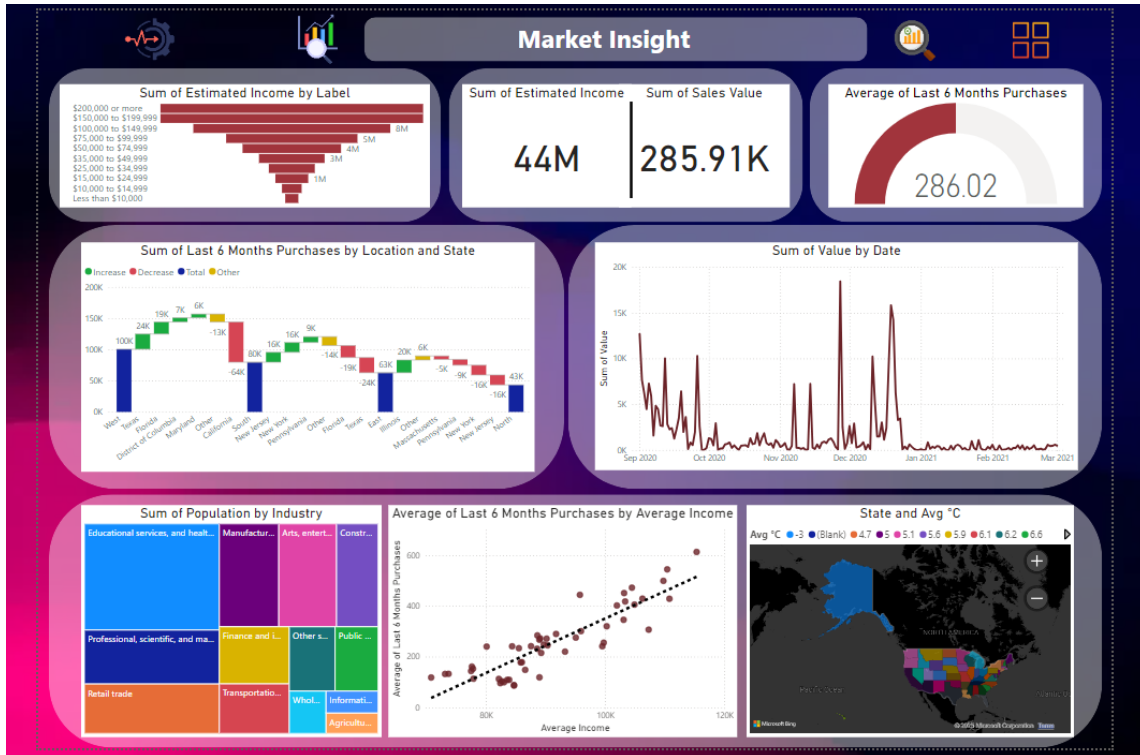 Market Insight
Sum of Estimated Income by Label
$200,000 or more
$150,000 to $199,999
$100,000 to $149,999
8M
$75,000 to $99,999
5M
$50,000 to $74,999
4M
$35,000 to $49,999
3M
$25,000 to $34,999
$15,000 to $24,999
1M
$10,000 to $14,999
Less than $10,000
Sum of Estimated Income
44M
Sum of Sales Value
285.91K
Average of Last 6 Months Purchases
286.02
Sum of Last 6 Months Purchases by Location and State
Increase Decrease Total Other
200K
150K
100K
50K
0K
100K
24K
19K
7K
6K
-13K
-64K
80K
16K
16K
9K
-14K
-19K
-24K
63K
20K
6K
-5K
-9K
-16K
-16K
43K
West
Texas
Florida
District of Columbia
Maryland
Other
California
South
New Jersey
New York
Pennsylvania
Other
Florida
Texas
East
Illinois
Other
Massachusetts
Pennsylvania
New York
New Jersey
North
Sum of Value by Date
Sum of Value
20K
15K
10K
5K
0K
Sep 2020 Oct 2020 Nov 2020 Dec 2020 Jan 2021 Feb 2021 Mar 2021
Sum of Population by Industry
Educational services, and healt...
Manufactur...
Arts, entert...
Constr...
Professional, scientific, and ma...
Finance and i...
Other s...
Public ...
Retail trade
Transportatio...
Whol...
Informati...
Agricultu...
Average of Last 6 Months Purchases by Average Income
Average of Last 6 Months Purchases
600
400
200
0
80K 100K 120K
Average Income
State and Avg °C
Avg °C -3 (Blank) 4.7 5 5.1 5.6 5.9 6.1 6.2 6.6
NORTH AMERICA
Pacific Ocean
Microsoft Bing
Microsoft Corporation Terms